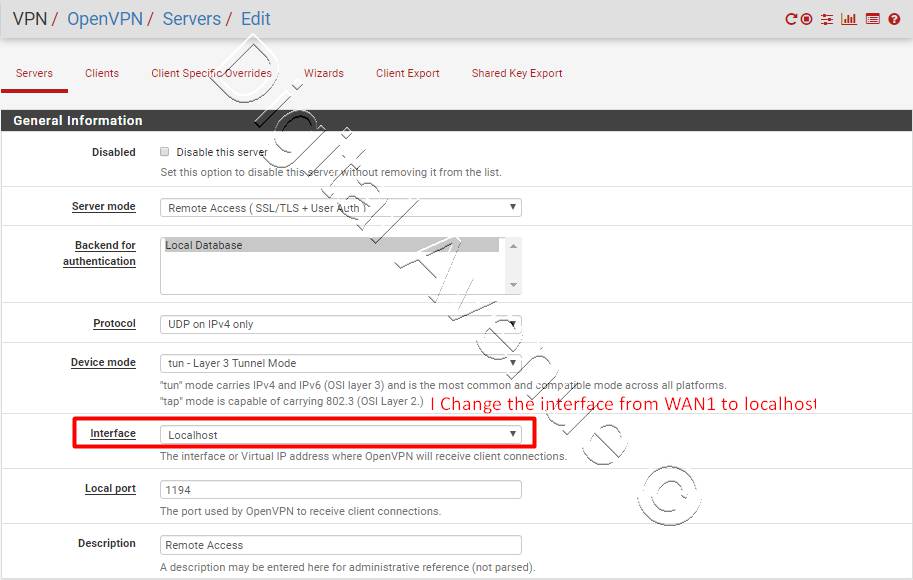 VPN / OpenVPN / Servers / Edit
Servers Clients Client Specific Overrides Wizards Client Export Shared Key Export
General Information
Disabled Disable this server
Set this option to disable this server without removing it from the list.
Server mode Remote Access ( SSL/TLS + User Auth )
Backend for authentication Local Database
Protocol UDP on IPv4 only
Device mode tun - Layer 3 Tunnel Mode
"tun" mode carries IPv4 and IPv6 (OSI layer 3) and is the most common and compatible mode across all platforms.
"tap" mode is capable of carrying 802.3 (OSI Layer 2.)
I Change the interface from WAN1 to localhost
Interface Localhost
The interface or Virtual IP address where OpenVPN will receive client connections.
Local port 1194
The port used by OpenVPN to receive client connections.
Description Remote Access
A description may be entered here for administrative reference (not parsed).
Digital Avenue ©